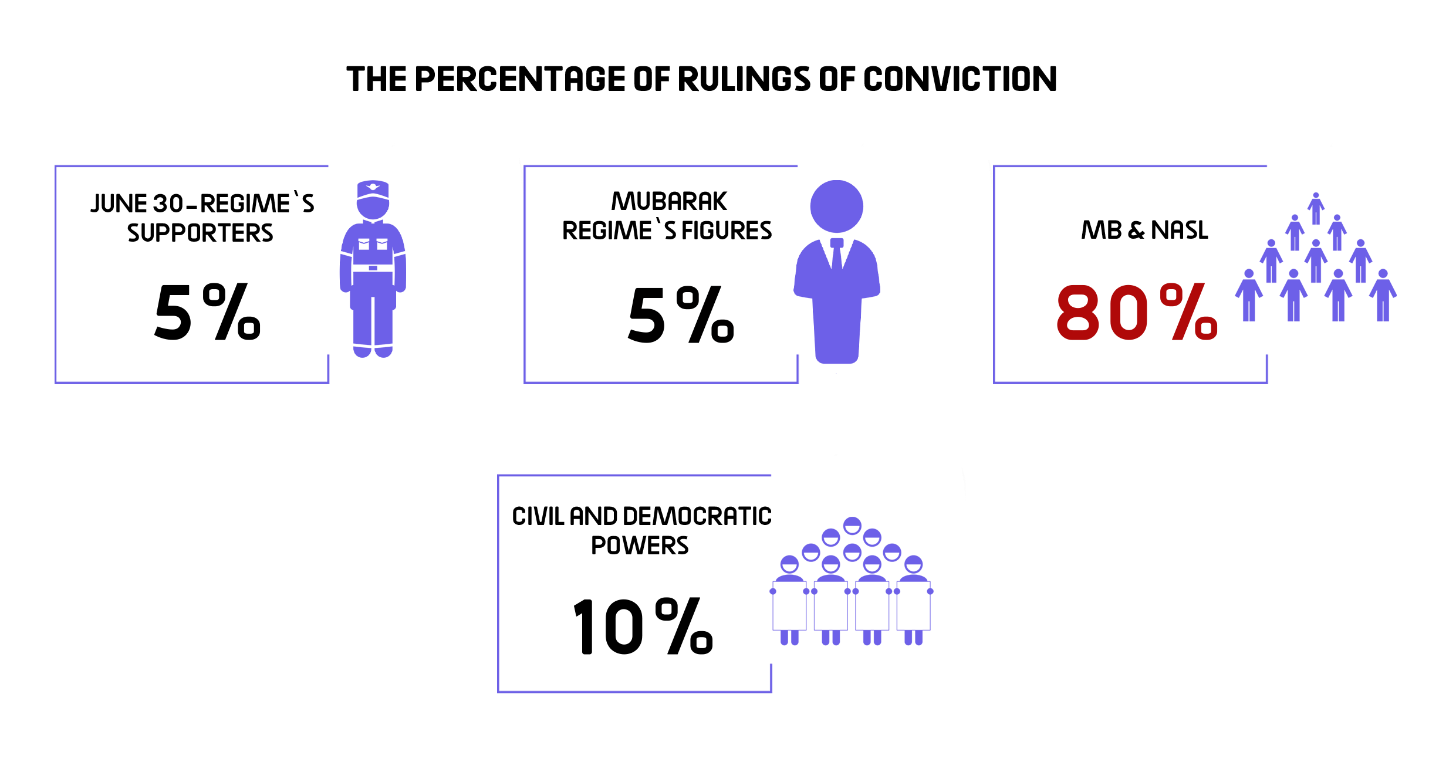 THE PERCENTAGE OF RULINGS OF CONVICTION
JUNE 30-REGIME`S
SUPPORTERS
5%
MUBARAK
REGIME`S FIGURES
5%
MB & NASL
80%
CIVIL AND DEMOCRATIC
POWERS
10%